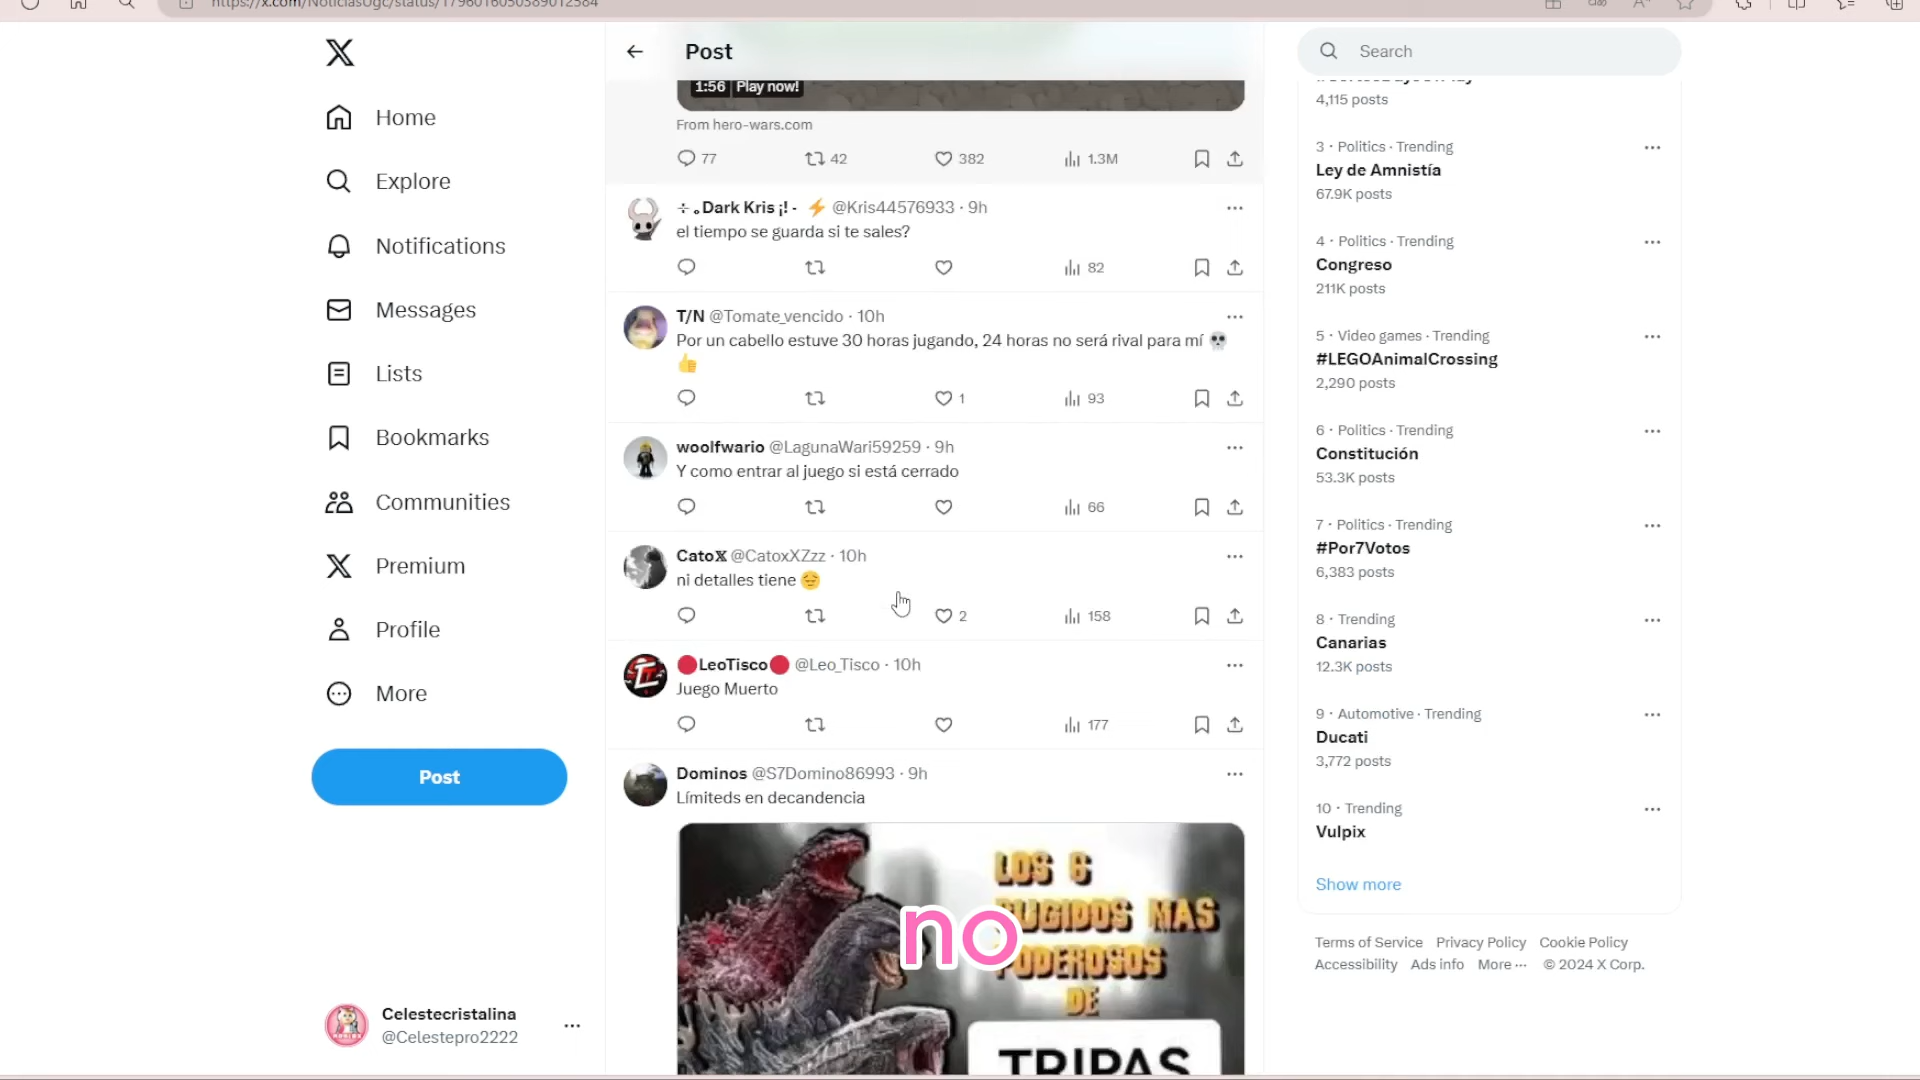 https://x.com/NoticiasUgc/status/1796016050389012584
Post
Search
1:56 Play now!
From hero-wars.com
77 42 382 1.3M
Home
Explore
Notifications
Messages
Lists
Bookmarks
Communities
Premium
Profile
More
Post
Celestecristalina
@Celestepro2222
÷ ｡Dark Kris ¡! - ⚡ @Kris44576933 · 9h
el tiempo se guarda si te sales?
82
T/N @Tomate_vencido · 10h
Por un cabello estuve 30 horas jugando, 24 horas no será rival para mí 💀
👍
1 93
woolfwario @LagunaWari59259 · 9h
Y como entrar al juego si está cerrado
66
Cato𝕏 @CatoxXZzz · 10h
ni detalles tiene 😔
2 158
🔴LeoTisco🔴 @Leo_Tisco · 10h
Juego Muerto
177
Dominos @S7Domino86993 · 9h
Límiteds en decandencia
LOS 6
RUGIDOS MAS
PODEROSOS
DE
TRIPAS
no
4,115 posts
3 · Politics · Trending
Ley de Amnistía
67.9K posts
4 · Politics · Trending
Congreso
211K posts
5 · Video games · Trending
#LEGOAnimalCrossing
2,290 posts
6 · Politics · Trending
Constitución
53.3K posts
7 · Politics · Trending
#Por7Votos
6,383 posts
8 · Trending
Canarias
12.3K posts
9 · Automotive · Trending
Ducati
3,772 posts
10 · Trending
Vulpix
Show more
Terms of Service Privacy Policy Cookie Policy
Accessibility Ads info More ··· © 2024 X Corp.